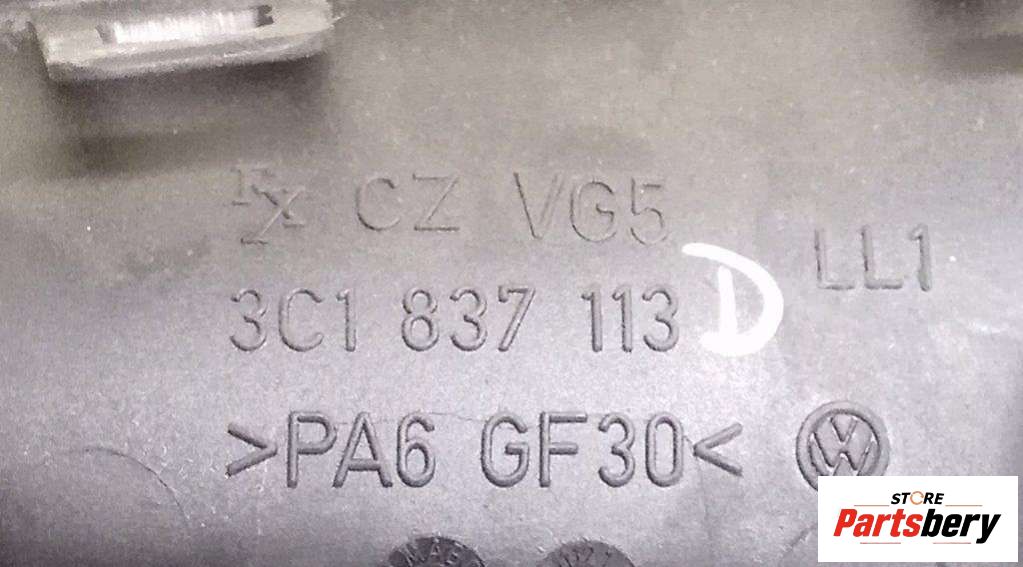 CZ VG5
LL1
3C1 837 113 D
>PA6 GF30<
STORE
Partsbery